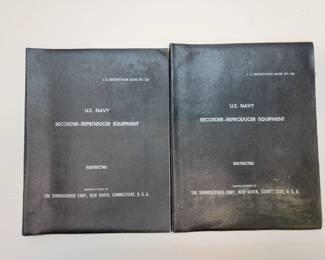 U.S. NAVY
RECORDER-REPRODUCER EQUIPMENT
RESTRICTED
THE SOUNDSCRIBER CORP., NEW HAVEN, CONNECTICUT, U.S.A.
U.S. NAVY
RECORDER-REPRODUCER EQUIPMENT
RESTRICTED
THE SOUNDSCRIBER CORP., NEW HAVEN, CONNECTICUT, U.S.A.